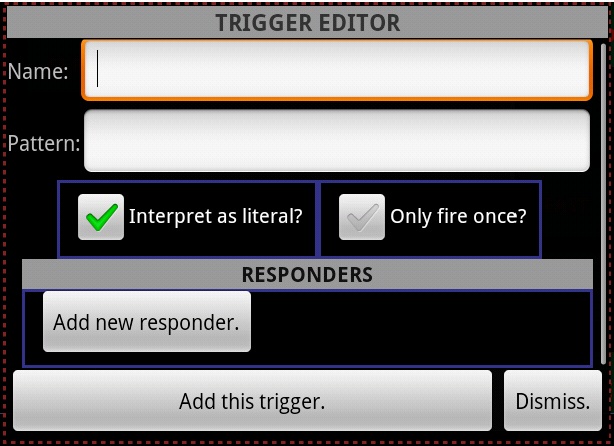 TRIGGER EDITOR
Name:
Pattern:
Interpret as literal? Only fire once?
RESPONDERS
Add new responder.
Add this trigger. Dismiss.